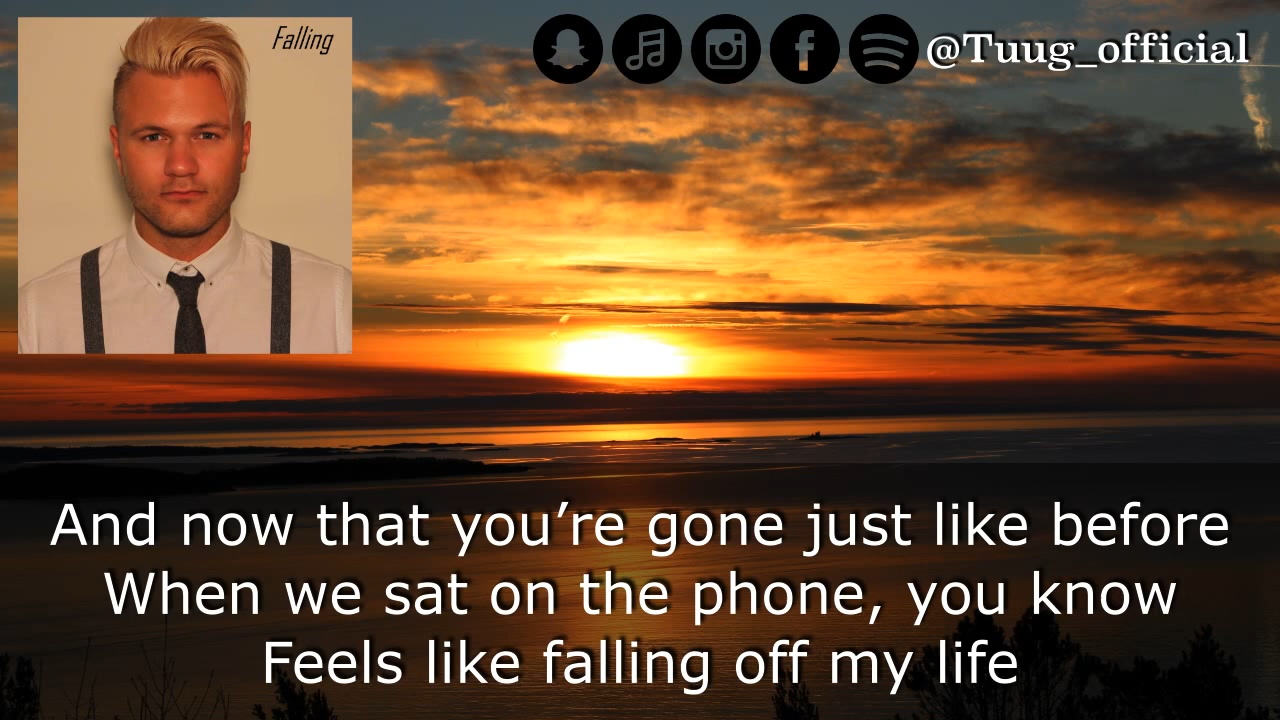 Falling
@Tuug_official
And now that you’re gone just like before
When we sat on the phone, you know
Feels like falling off my life